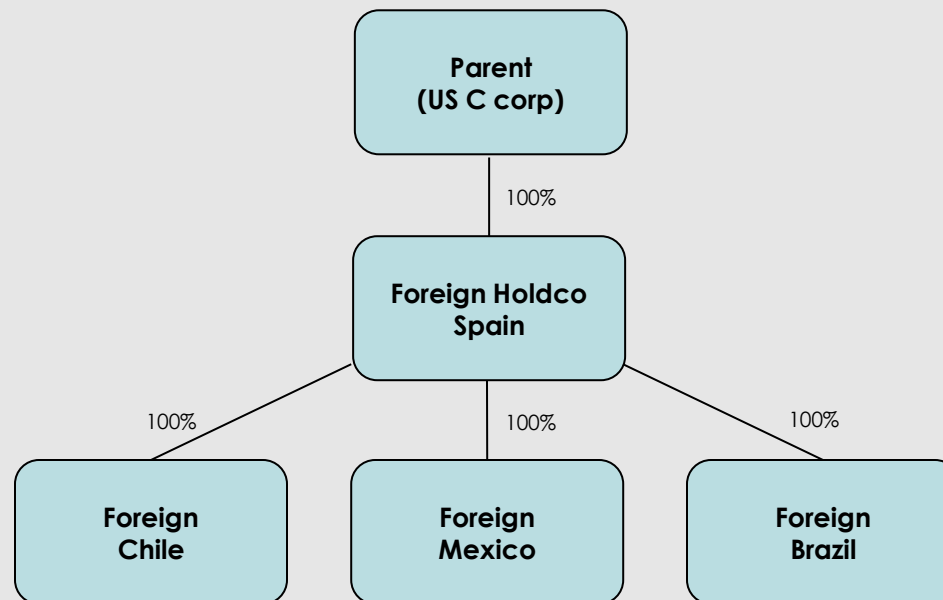 Parent
(US C corp)
100%
Foreign Holdco
Spain
100%
100%
100%
Foreign
Chile
Foreign
Mexico
Foreign
Brazil